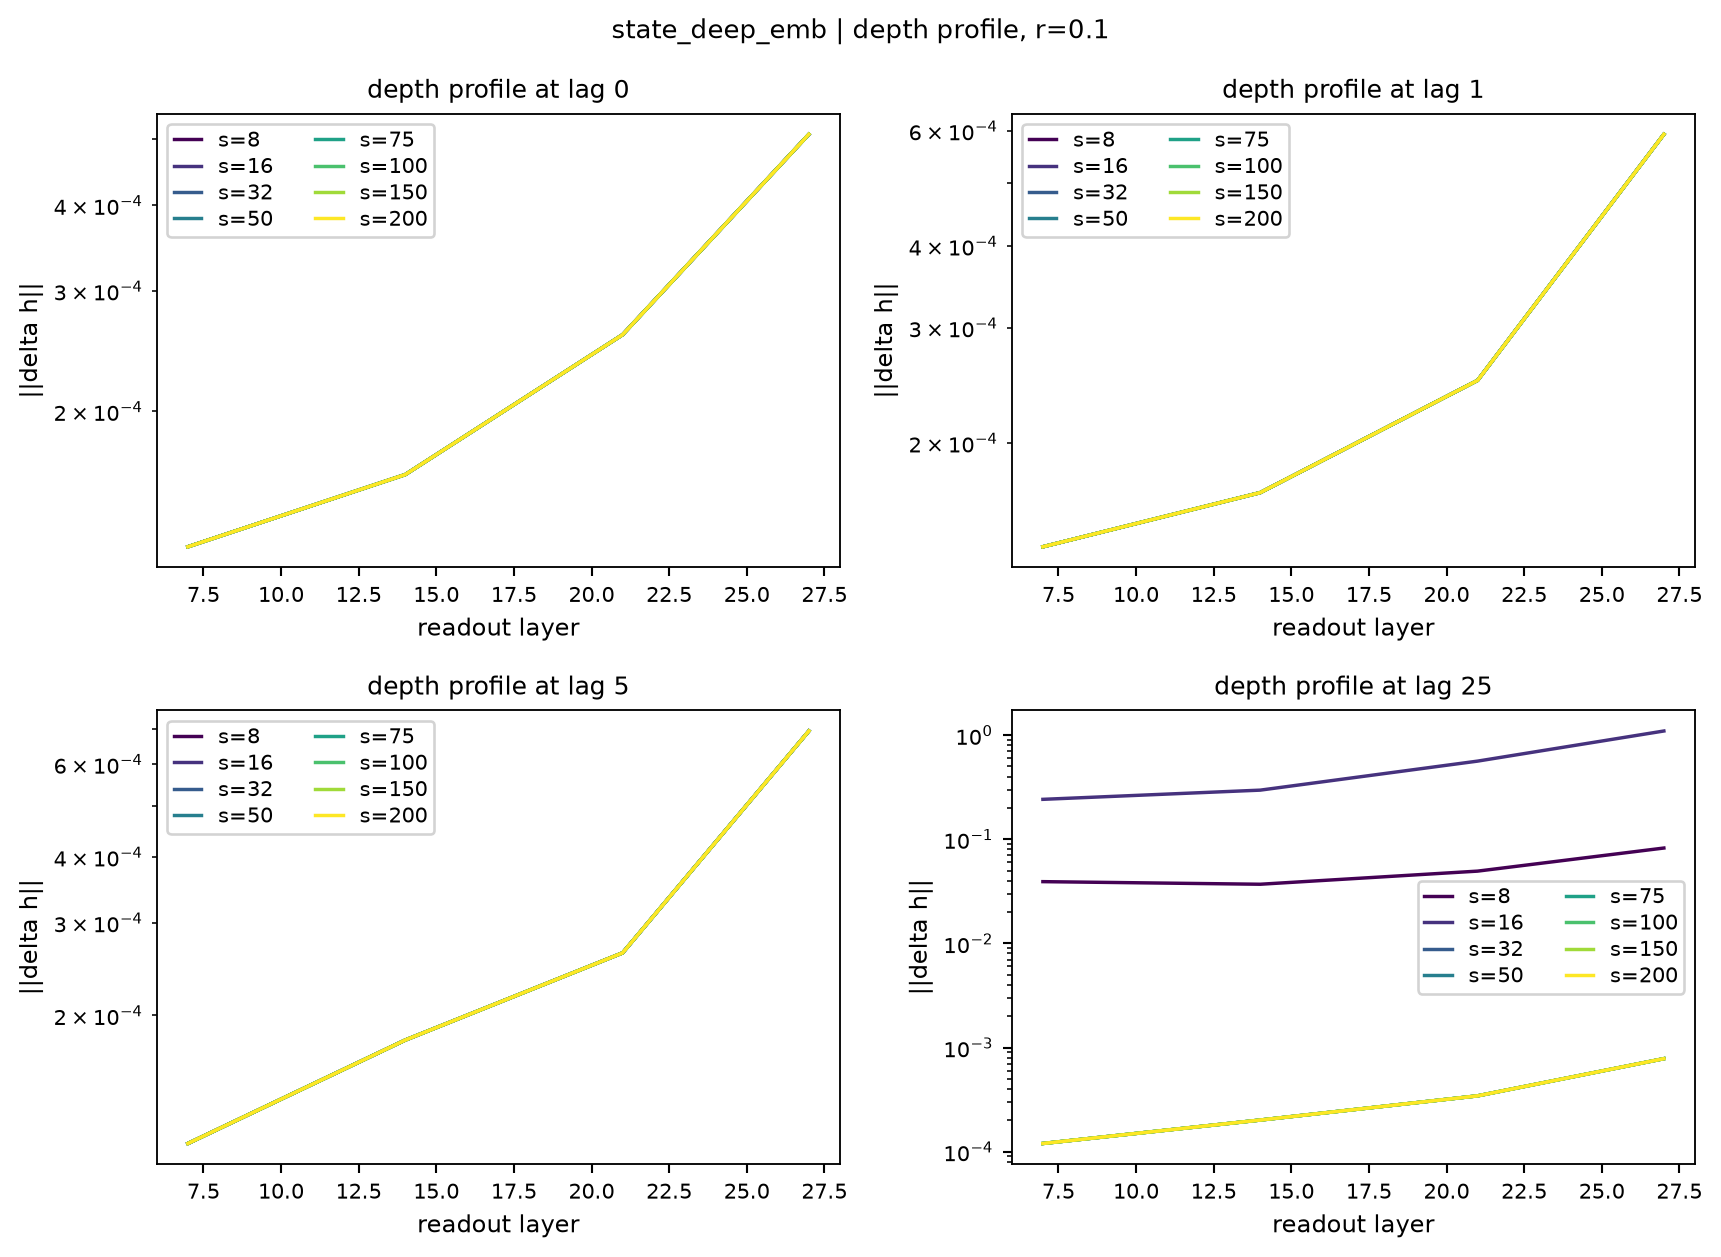 state_deep_emb | depth profile, r=0.1
depth profile at lag 0
||delta h||
4 × 10⁻⁴
3 × 10⁻⁴
2 × 10⁻⁴
s=8 s=75
s=16 s=100
s=32 s=150
s=50 s=200
7.5 10.0 12.5 15.0 17.5 20.0 22.5 25.0 27.5
readout layer
depth profile at lag 1
||delta h||
6 × 10⁻⁴
4 × 10⁻⁴
3 × 10⁻⁴
2 × 10⁻⁴
s=8 s=75
s=16 s=100
s=32 s=150
s=50 s=200
7.5 10.0 12.5 15.0 17.5 20.0 22.5 25.0 27.5
readout layer
depth profile at lag 5
||delta h||
6 × 10⁻⁴
4 × 10⁻⁴
3 × 10⁻⁴
2 × 10⁻⁴
s=8 s=75
s=16 s=100
s=32 s=150
s=50 s=200
7.5 10.0 12.5 15.0 17.5 20.0 22.5 25.0 27.5
readout layer
depth profile at lag 25
||delta h||
10⁰
10⁻¹
10⁻²
10⁻³
10⁻⁴
s=8 s=75
s=16 s=100
s=32 s=150
s=50 s=200
7.5 10.0 12.5 15.0 17.5 20.0 22.5 25.0 27.5
readout layer